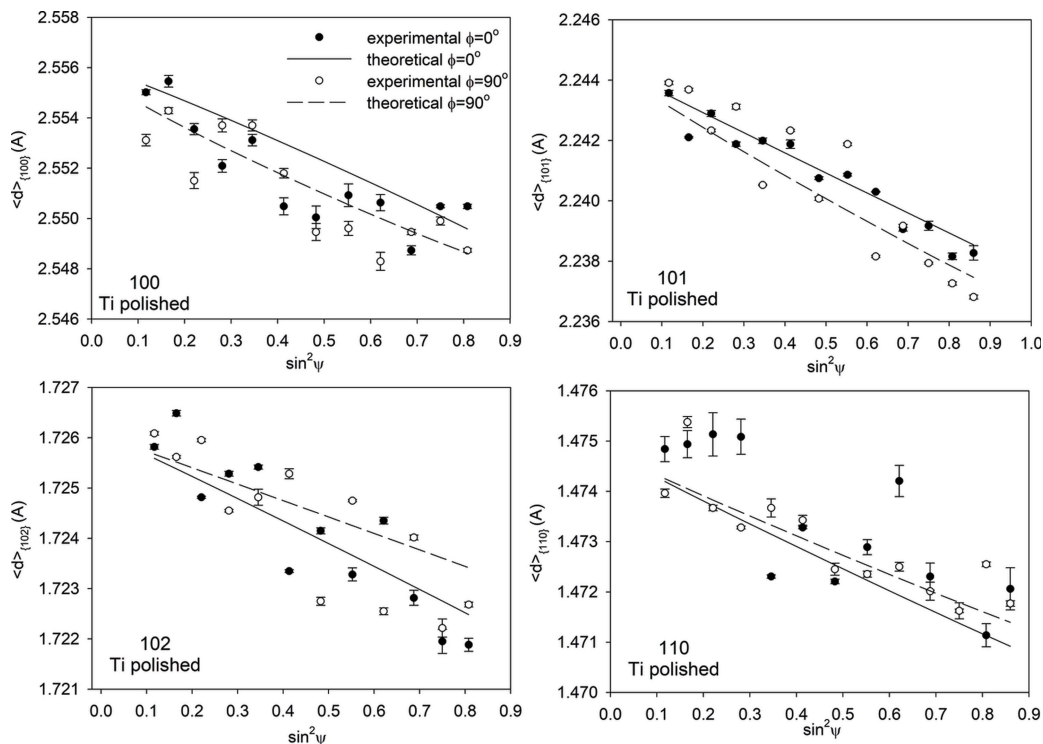 2.558
2.556
2.554
2.552
2.550
2.548
2.546
<d>{100} (A)
experimental ϕ=0°
theoretical ϕ=0°
experimental ϕ=90°
theoretical ϕ=90°
100
Ti polished
0.0 0.1 0.2 0.3 0.4 0.5 0.6 0.7 0.8 0.9
sin²ψ
2.246
2.244
2.242
2.240
2.238
2.236
<d>{101} (A)
101
Ti polished
0.0 0.1 0.2 0.3 0.4 0.5 0.6 0.7 0.8 0.9 1.0
sin²ψ
1.727
1.726
1.725
1.724
1.723
1.722
1.721
<d>{102} (A)
102
Ti polished
0.0 0.1 0.2 0.3 0.4 0.5 0.6 0.7 0.8 0.9
sin²ψ
1.476
1.475
1.474
1.473
1.472
1.471
1.470
<d>{110} (A)
110
Ti polished
0.0 0.1 0.2 0.3 0.4 0.5 0.6 0.7 0.8 0.9
sin²ψ